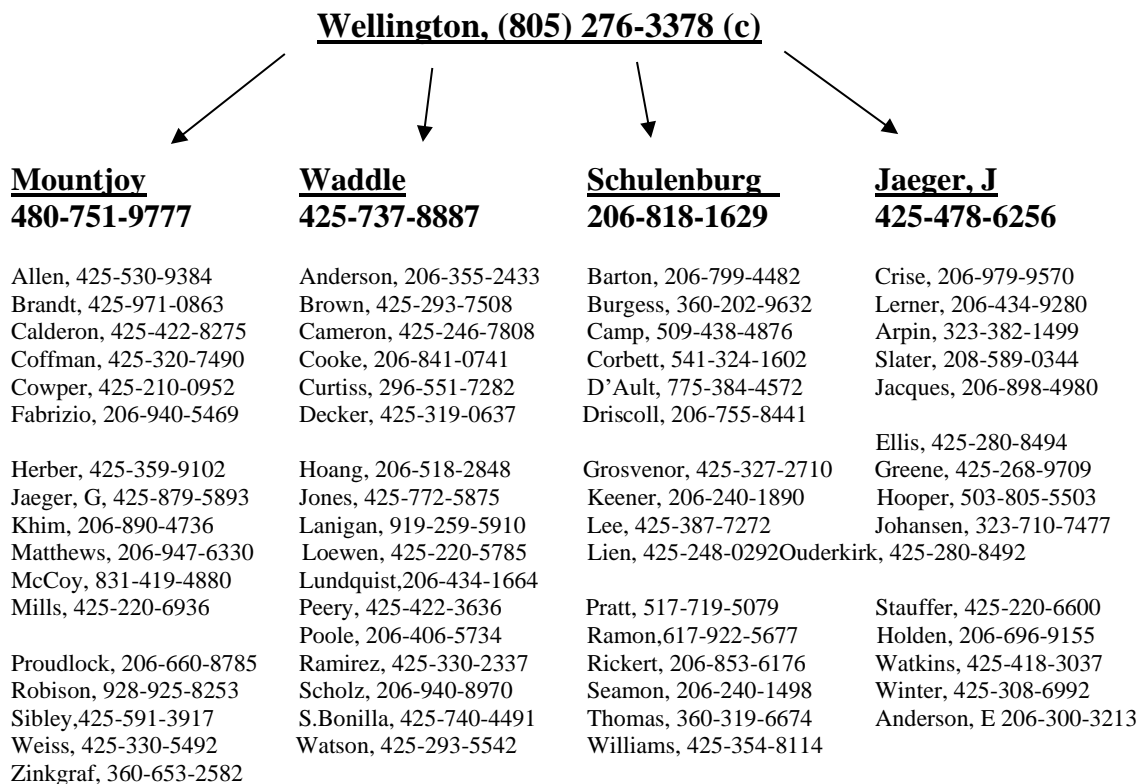 Wellington, (805) 276-3378 (c)
Mountjoy
480-751-9777
Allen, 425-530-9384
Brandt, 425-971-0863
Calderon, 425-422-8275
Coffman, 425-320-7490
Cowper, 425-210-0952
Fabrizio, 206-940-5469
Herber, 425-359-9102
Jaeger, G, 425-879-5893
Khim, 206-890-4736
Matthews, 206-947-6330
McCoy, 831-419-4880
Mills, 425-220-6936
Proudlock, 206-660-8785
Robison, 928-925-8253
Sibley,425-591-3917
Weiss, 425-330-5492
Zinkgraf, 360-653-2582
Waddle
425-737-8887
Anderson, 206-355-2433
Brown, 425-293-7508
Cameron, 425-246-7808
Cooke, 206-841-0741
Curtiss, 296-551-7282
Decker, 425-319-0637
Hoang, 206-518-2848
Jones, 425-772-5875
Lanigan, 919-259-5910
Loewen, 425-220-5785
Lundquist,206-434-1664
Peery, 425-422-3636
Poole, 206-406-5734
Ramirez, 425-330-2337
Scholz, 206-940-8970
S.Bonilla, 425-740-4491
Watson, 425-293-5542
Schulenburg
206-818-1629
Barton, 206-799-4482
Burgess, 360-202-9632
Camp, 509-438-4876
Corbett, 541-324-1602
D’Ault, 775-384-4572
Driscoll, 206-755-8441
Grosvenor, 425-327-2710
Keener, 206-240-1890
Lee, 425-387-7272
Lien, 425-248-0292Ouderkirk, 425-280-8492
Pratt, 517-719-5079
Ramon,617-922-5677
Rickert, 206-853-6176
Seamon, 206-240-1498
Thomas, 360-319-6674
Williams, 425-354-8114
Jaeger, J
425-478-6256
Crise, 206-979-9570
Lerner, 206-434-9280
Arpin, 323-382-1499
Slater, 208-589-0344
Jacques, 206-898-4980
Ellis, 425-280-8494
Greene, 425-268-9709
Hooper, 503-805-5503
Johansen, 323-710-7477
Stauffer, 425-220-6600
Holden, 206-696-9155
Watkins, 425-418-3037
Winter, 425-308-6992
Anderson, E 206-300-3213